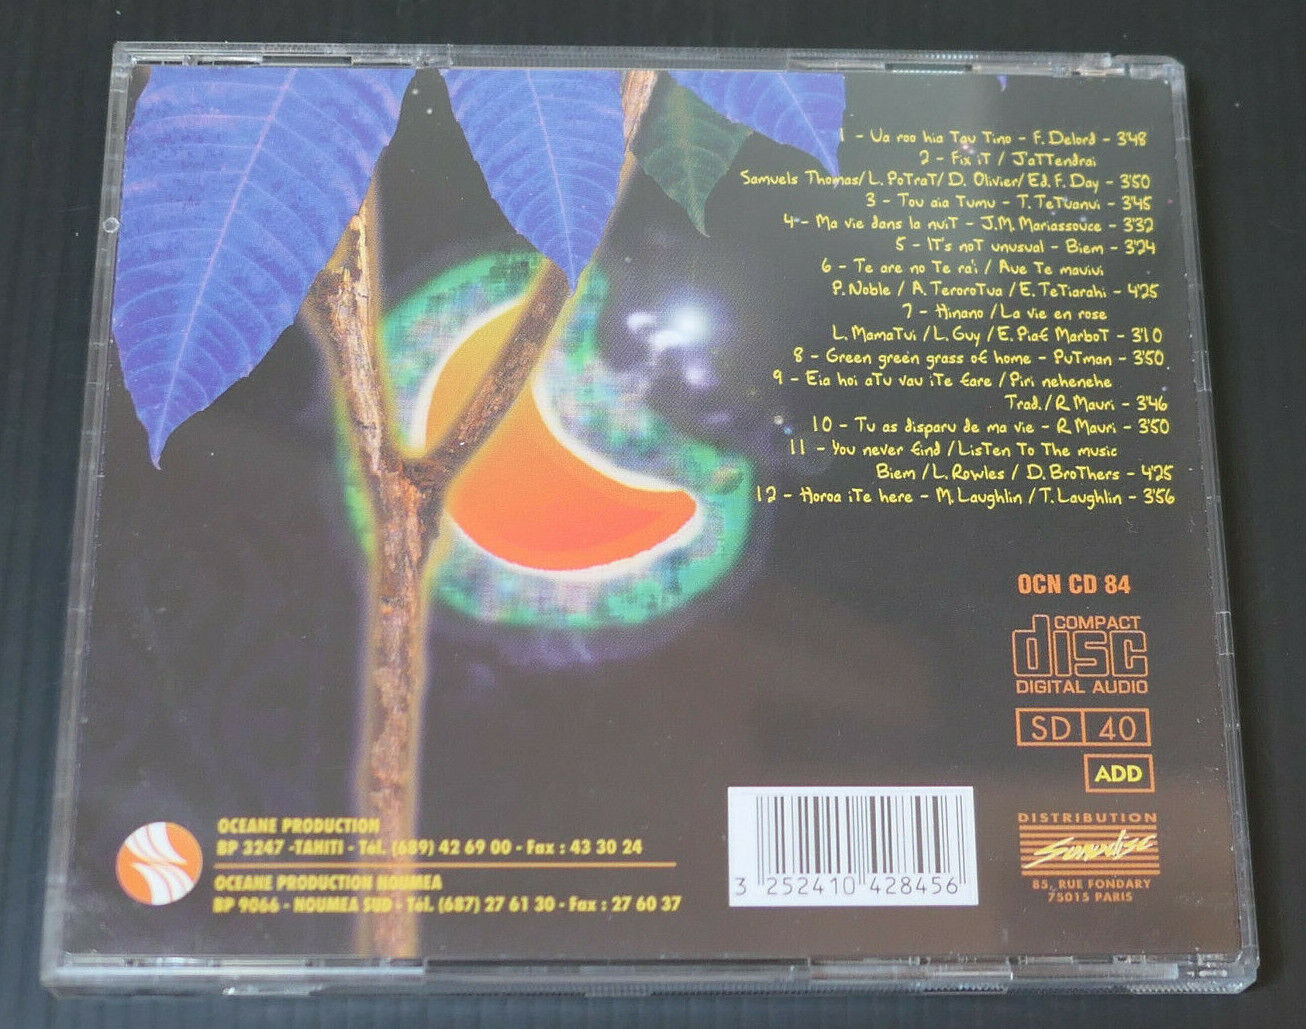 1 - Ua roo hia Tau Tino - F. Delord - 3'48
2 - Fix iT / J'aTTendrai
Samuels Thomas/ L. PoTraT/ D. Olivier/ Ed. F. Day - 3'50
3 - Tou aia Tumu - T. TeTuanui - 3'45
4 - Ma vie dans la nuiT - J.M. Mariassouce - 3'32
5 - IT's noT unusual - Biem - 3'24
6 - Te are no Te ra'i / Aue Te mauiui
P. Noble / A. TeroroTua / E. TeTiarahi - 4'25
7 - Hinano / La vie en rose
L. MamaTui / L. Guy / E. Piaf MarboT - 3'10
8 - Green green grass of home - PuTman - 3'50
9 - Eia hoi aTu vau iTe fare / Piri nehenehe
Trad. / R. Mauri - 3'46
10 - Tu as disparu de ma vie - R. Mauri - 3'50
11 - You never find / LisTen To The music
Biem / L. Rowles / D. BroThers - 4'25
12 - Horoa iTe here - M. Laughlin / T. Laughlin - 3'56
OCN CD 84
COMPACT
disc
DIGITAL AUDIO
SD 40
ADD
DISTRIBUTION
Sunndisc
85, RUE FONDARY
75015 PARIS
OCEANE PRODUCTION
BP 3247 -TAHITI - Tél. (689) 42 69 00 - Fax : 43 30 24
OCEANE PRODUCTION NOUMEA
BP 9066 - NOUMEA SUD - Tél. (687) 27 61 30 - Fax : 27 60 37
3 252410 428456